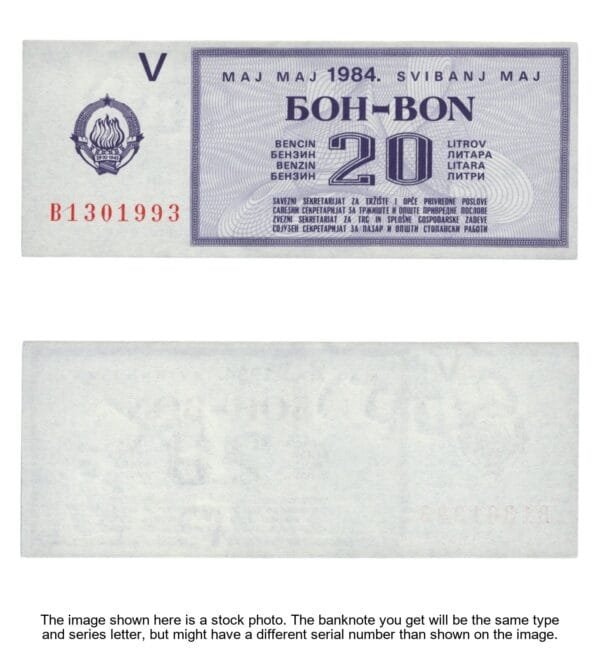 V
МАЈ MAJ 1984. SVIBANJ МАЈ
БОН-BON
BENCIN 20 LITROV
БЕНЗИН ЛИТАРА
BENZIN LITARA
БЕНЗИН ЛИТРИ
B1301993
SAVEZNI SEKRETARIJAT ZA TRŽIŠTE I OPĆE PRIVREDNE POSLOVE
САВЕЗНИ СЕКРЕТАРИЈАТ ЗА ТРЖИШТЕ И ОПШТЕ ПРИВРЕДНЕ ПОСЛОВЕ
ZVEZNI SEKRETARIAT ZA TRG IN SPLOŠNE GOSPODARSKE ZADEVE
СОЈУЗЕН СЕКРЕТАРИЈАТ ЗА ПАЗАР И ОПШТИ СТОПАНСКИ РАБОТИ
The image shown here is a stock photo. The banknote you get will be the same type
and series letter, but might have a different serial number than shown on the image.